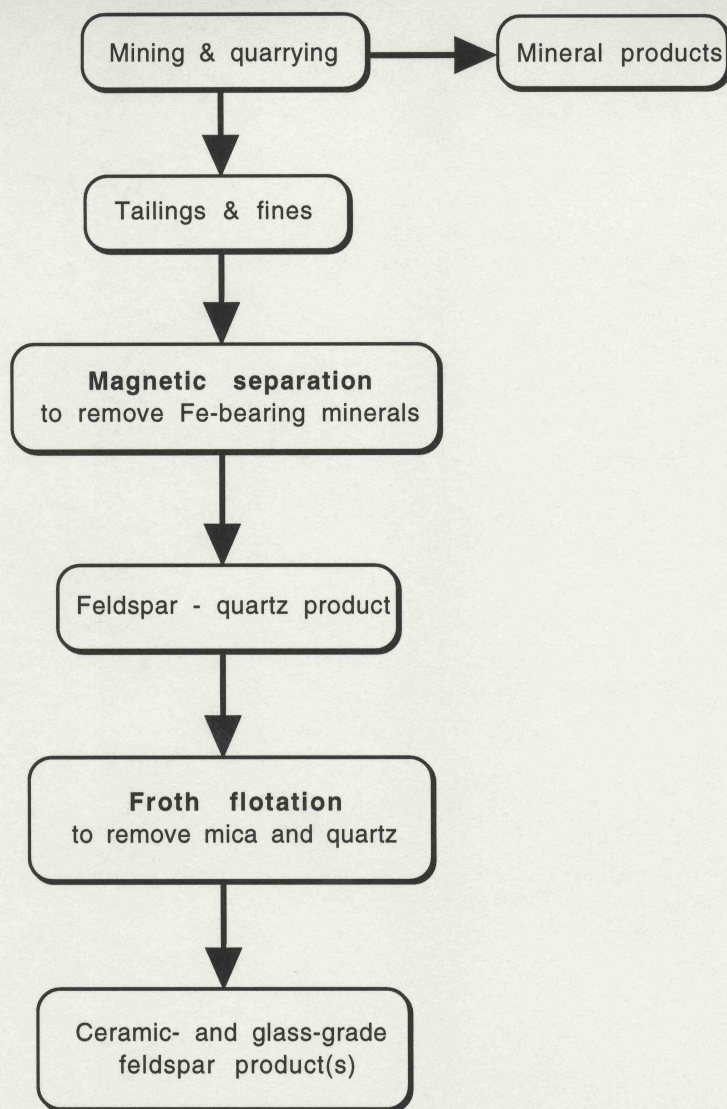 Mining & quarrying
Mineral products
Tailings & fines
Magnetic separation
to remove Fe-bearing minerals
Feldspar - quartz product
Froth flotation
to remove mica and quartz
Ceramic- and glass-grade
feldspar product(s)